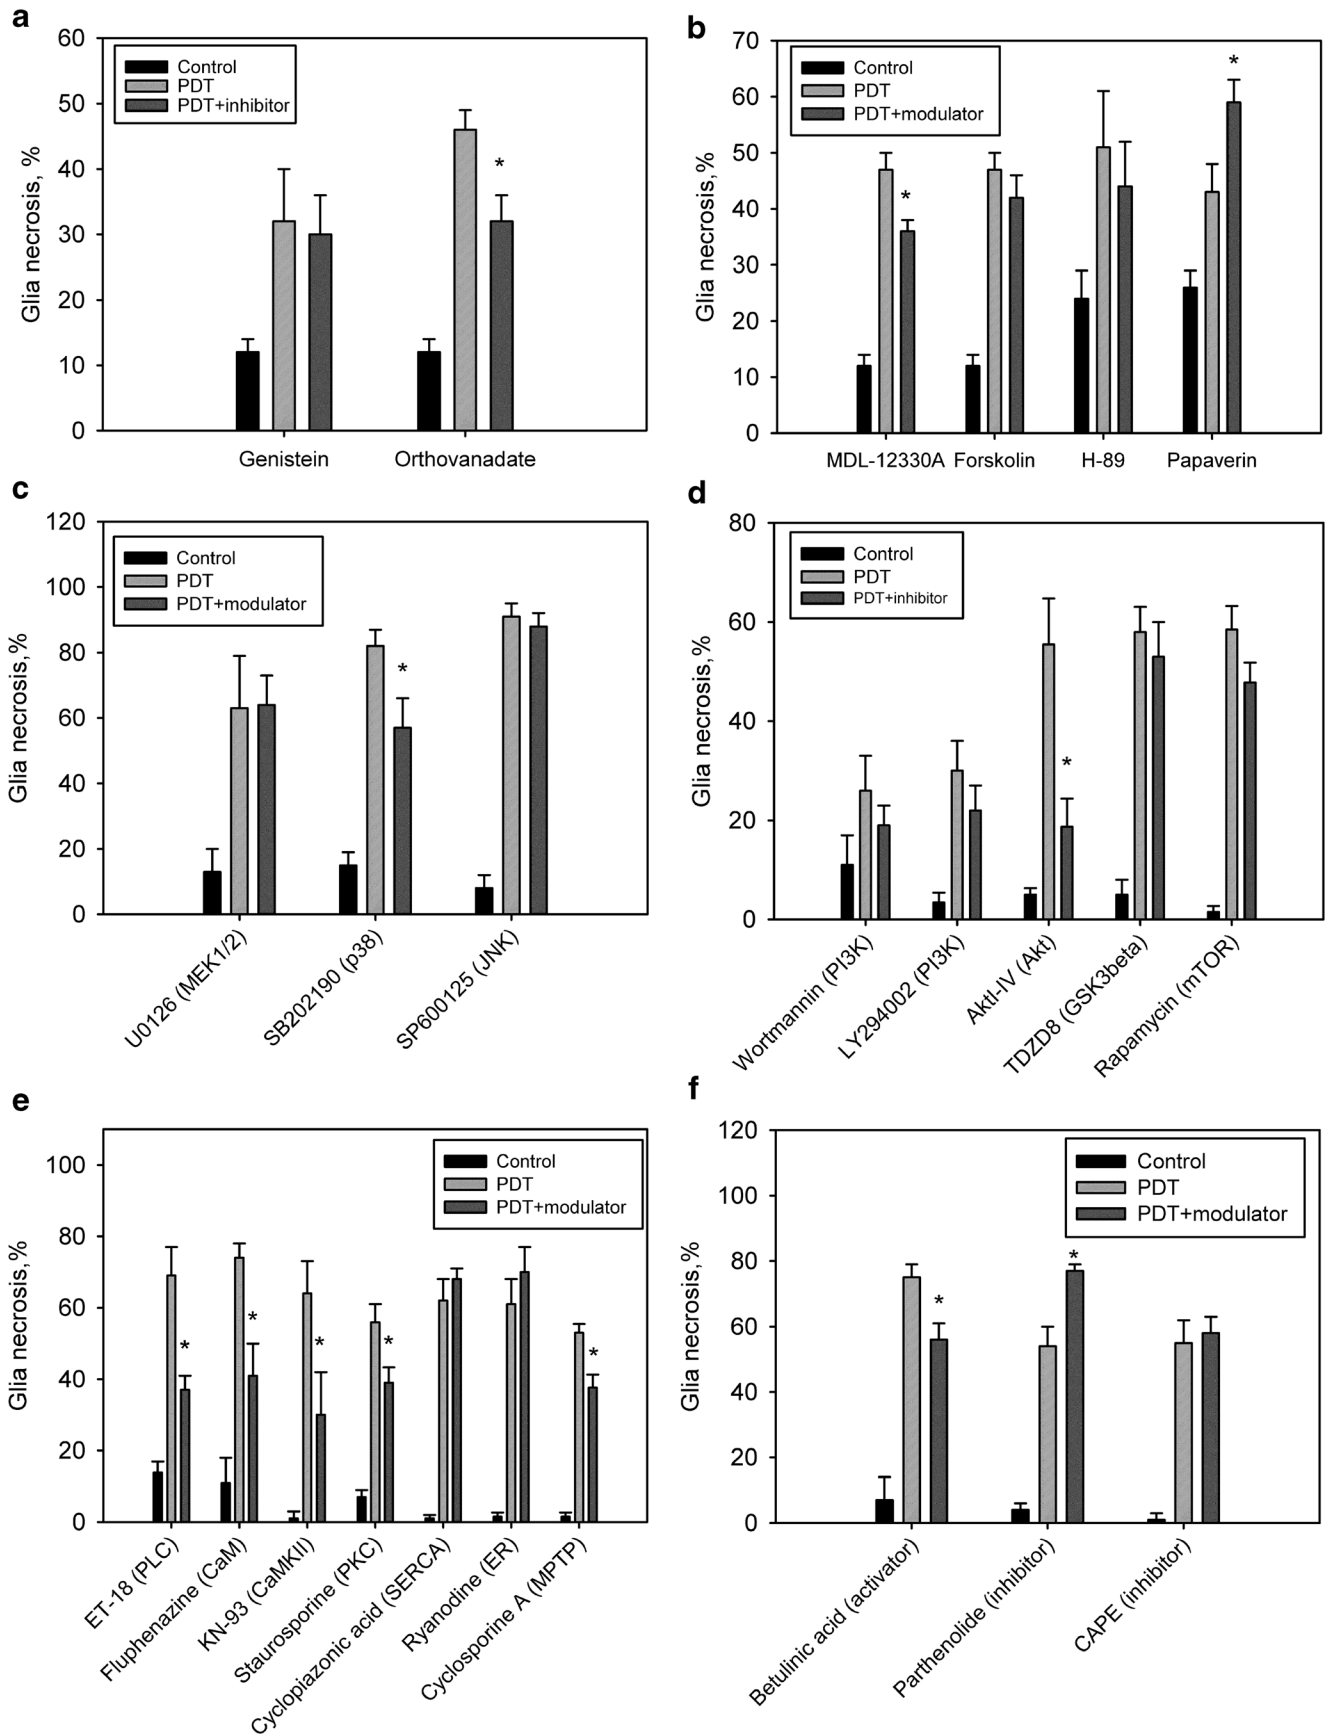 a
Glia necrosis, %
60
50
40
30
20
10
0
Control
PDT
PDT+inhibitor
*
Genistein
Orthovanadate
b
Glia necrosis,%
70
60
50
40
30
20
10
0
Control
PDT
PDT+modulator
*
*
MDL-12330A
Forskolin
H-89
Papaverin
c
Glia necrosis,%
120
100
80
60
40
20
0
Control
PDT
PDT+modulator
*
U0126 (MEK1/2)
SB202190 (p38)
SP600125 (JNK)
d
Glia necrosis,%
80
60
40
20
0
Control
PDT
PDT+inhibitor
*
Wortmannin (PI3K)
LY294002 (PI3K)
AktI-IV (Akt)
TDZD8 (GSK3beta)
Rapamycin (mTOR)
e
Glia necrosis,%
100
80
60
40
20
0
Control
PDT
PDT+modulator
*
*
*
*
*
ET-18 (PLC)
Fluphenazine (CaM)
KN-93 (CaMKII)
Staurosporine (PKC)
Cyclopiazonic acid (SERCA)
Ryanodine (ER)
Cyclosporine A (MPTP)
f
Glia necrosis,%
120
100
80
60
40
20
0
Control
PDT
PDT+modulator
*
*
Betulinic acid (activator)
Parthenolide (inhibitor)
CAPE (inhibitor)